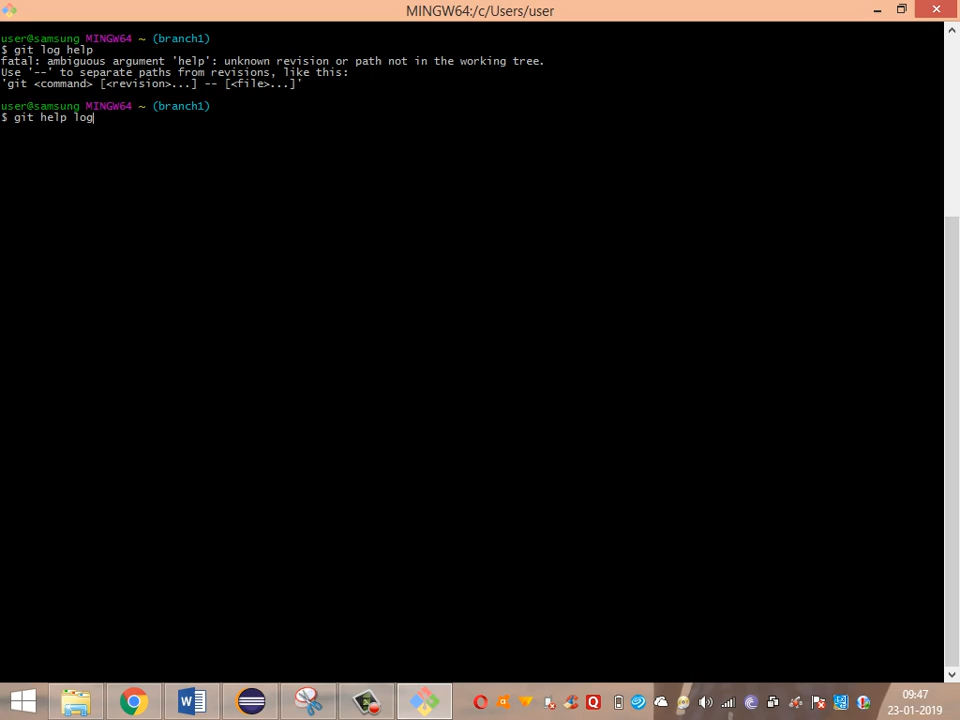 MINGW64:/c/Users/user
user@samsung MINGW64 ~ (branch1)
$ git log help
fatal: ambiguous argument 'help': unknown revision or path not in the working tree.
Use '--' to separate paths from revisions, like this:
'git <command> [<revision>...] -- [<file>...]'
user@samsung MINGW64 ~ (branch1)
$ git help log
09:47
23-01-2019